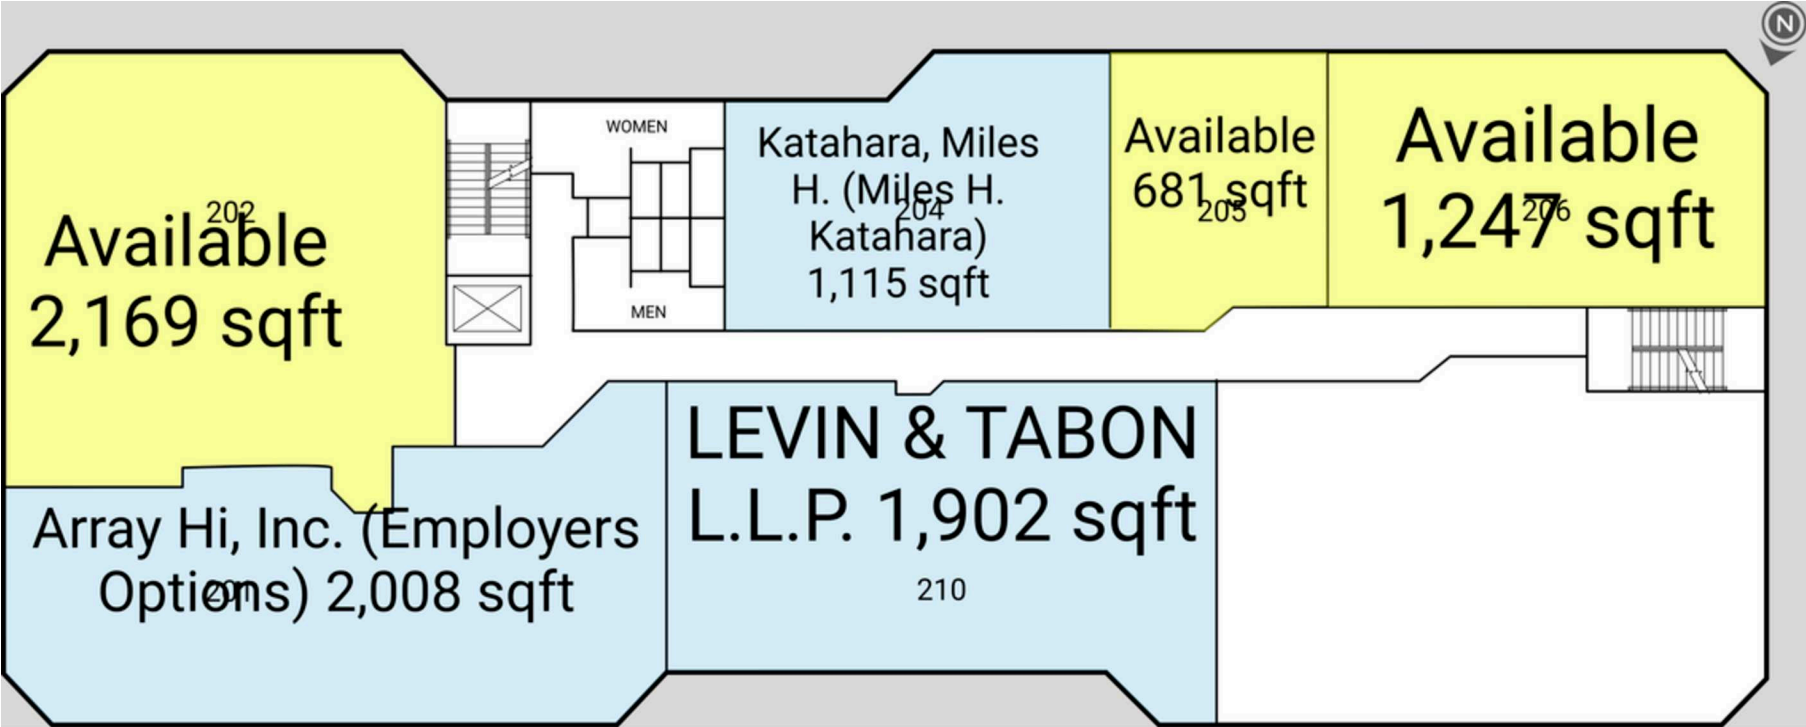 N
WOMEN
MEN
202
Available
2,169 sqft
Katahara, Miles
H. (Miles H.
204
Katahara)
1,115 sqft
Available
681 sqft
205
Available
1,247 sqft
206
Array Hi, Inc. (Employers
Options) 2,008 sqft
201
LEVIN & TABON
L.L.P. 1,902 sqft
210